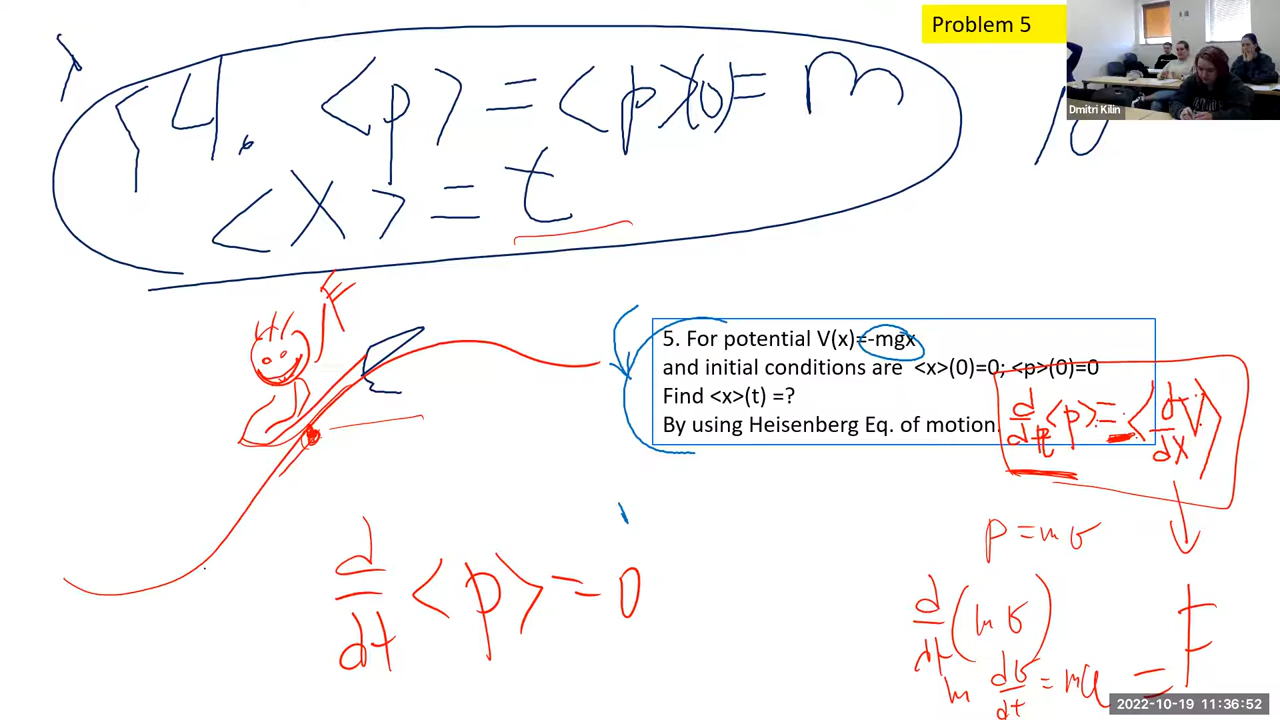 Problem 5
Dmitri Kilin
4. <p> = <p>(0) = m
<x> = t
10
5. For potential V(x)=-mgx
and initial conditions are <x>(0)=0; <p>(0)=0
Find <x>(t) =?
By using Heisenberg Eq. of motion.
d/dt <p> = - <dV/dx>
p = mv
d/dt <p> = 0
d/dt (mv)
m dv/dt = ma = F
2022-10-19 11:36:52